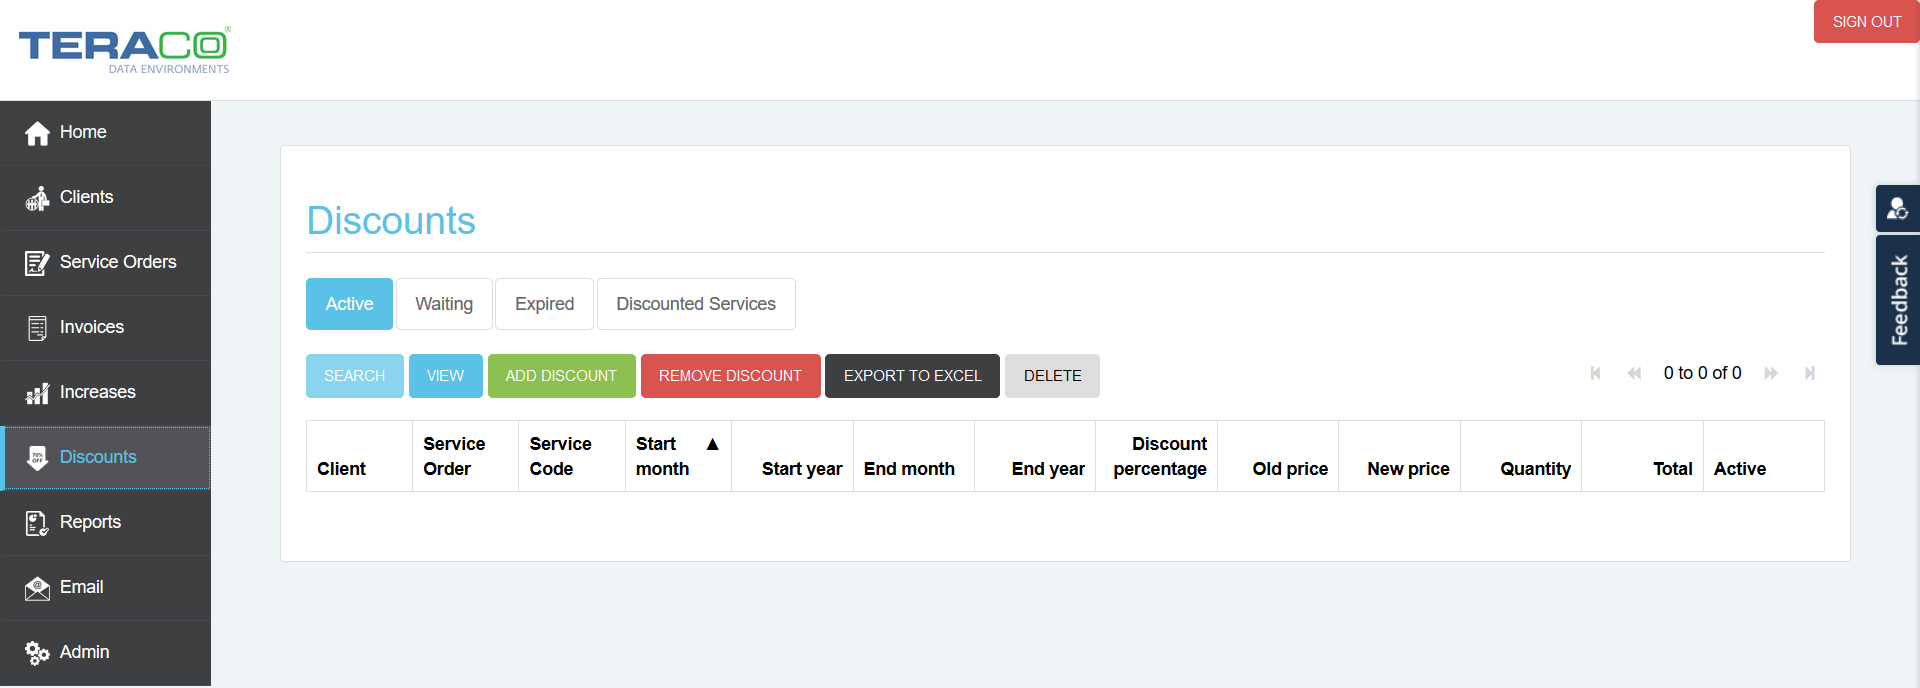 TERACO®
DATA ENVIRONMENTS
SIGN OUT
Home
Clients
Service Orders
Invoices
Increases
70%
OFF
Discounts
Reports
Email
Admin
Discounts
Active Waiting Expired Discounted Services
SEARCH VIEW ADD DISCOUNT REMOVE DISCOUNT EXPORT TO EXCEL DELETE 0 to 0 of 0
Client Service Order Service Code Start month ▲ Start year End month End year Discount percentage Old price New price Quantity Total Active
Feedback